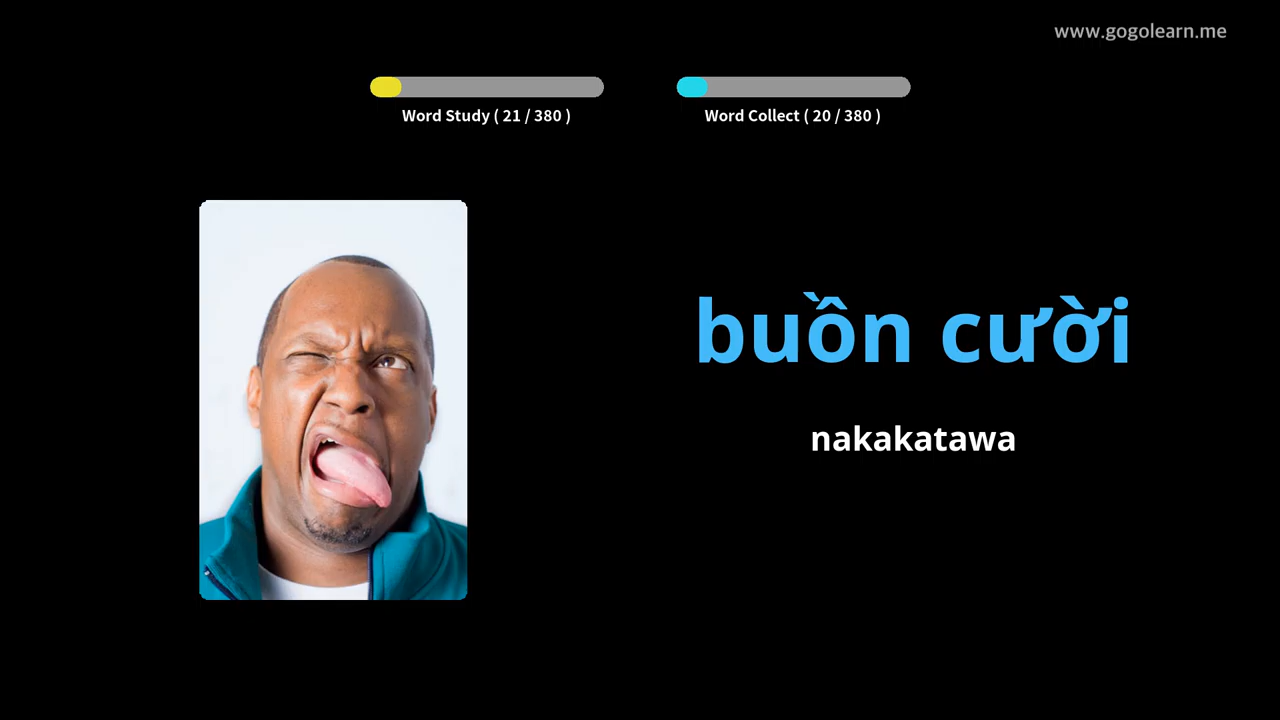 www.gogolearn.me
Word Study ( 21 / 380 )
Word Collect ( 20 / 380 )
buồn cười
nakakatawa